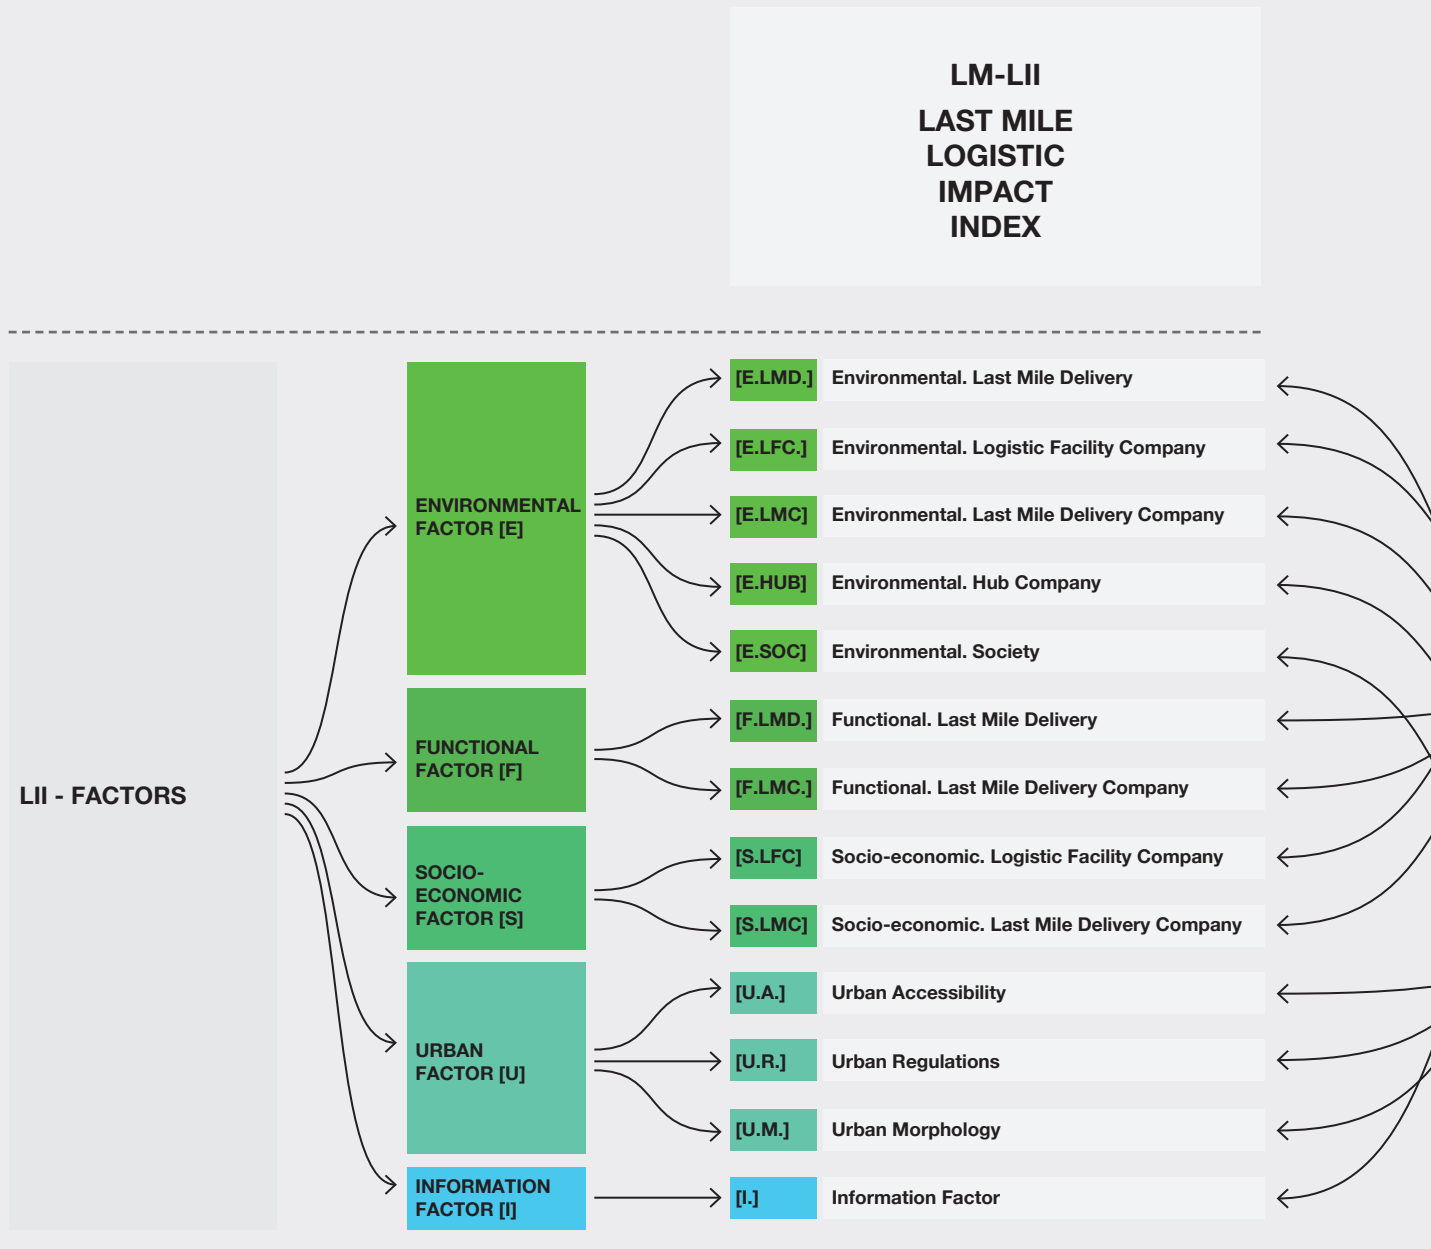 LM-LII
LAST MILE
LOGISTIC
IMPACT
INDEX
LII - FACTORS
ENVIRONMENTAL
FACTOR [E]
[E.LMD.] Environmental. Last Mile Delivery
[E.LFC.] Environmental. Logistic Facility Company
[E.LMC] Environmental. Last Mile Delivery Company
[E.HUB] Environmental. Hub Company
[E.SOC] Environmental. Society
FUNCTIONAL
FACTOR [F]
[F.LMD.] Functional. Last Mile Delivery
[F.LMC.] Functional. Last Mile Delivery Company
SOCIO-
ECONOMIC
FACTOR [S]
[S.LFC] Socio-economic. Logistic Facility Company
[S.LMC] Socio-economic. Last Mile Delivery Company
URBAN
FACTOR [U]
[U.A.] Urban Accessibility
[U.R.] Urban Regulations
[U.M.] Urban Morphology
INFORMATION
FACTOR [I]
[I.] Information Factor